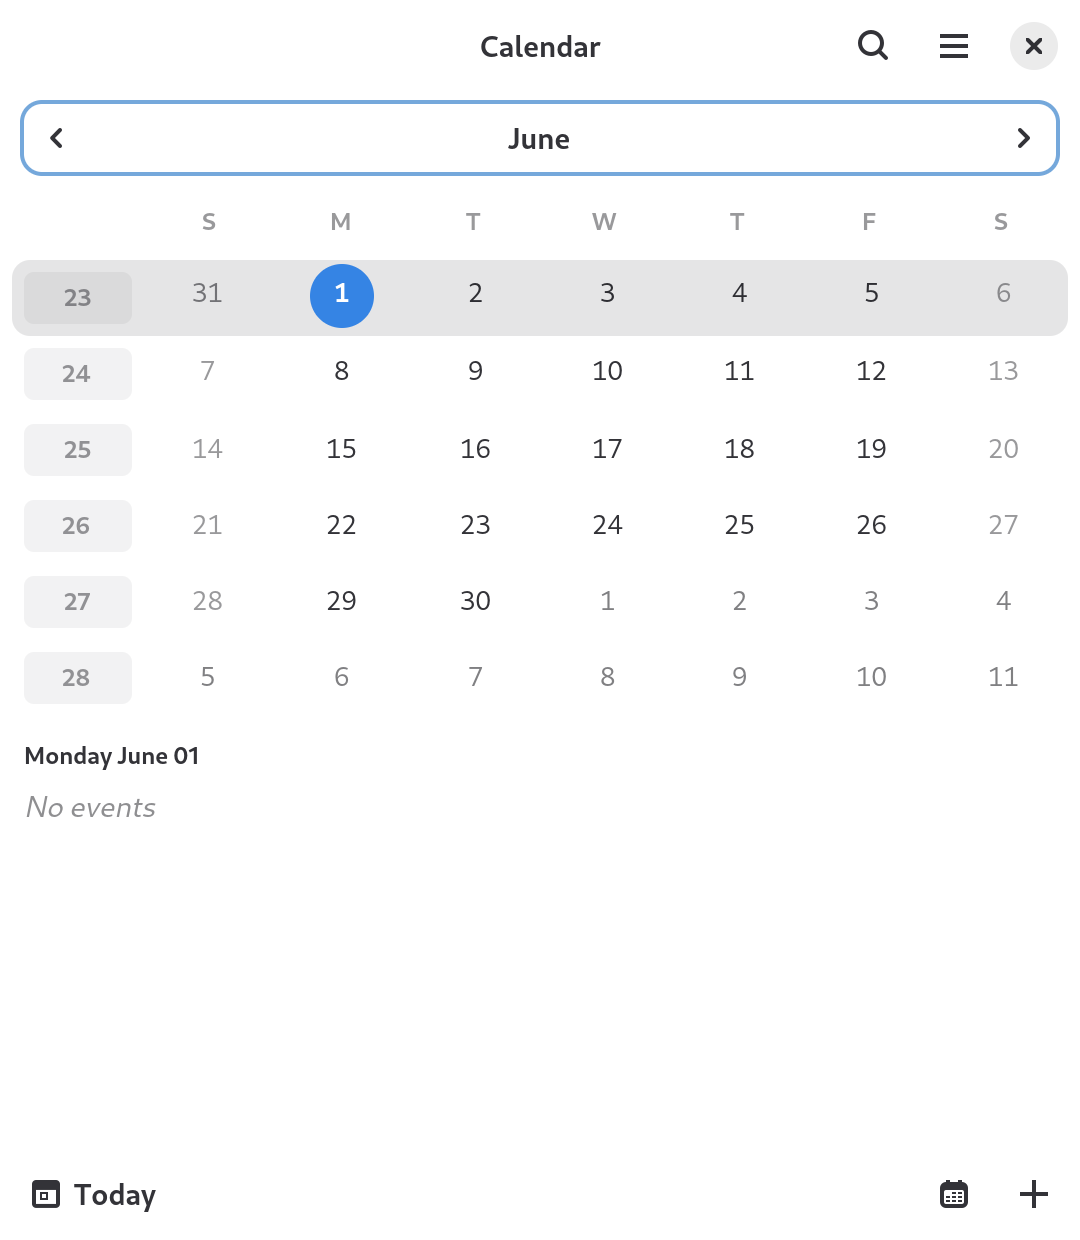 Calendar
June
S M T W T F S
23 31 1 2 3 4 5 6
24 7 8 9 10 11 12 13
25 14 15 16 17 18 19 20
26 21 22 23 24 25 26 27
27 28 29 30 1 2 3 4
28 5 6 7 8 9 10 11
Monday June 01
No events
Today